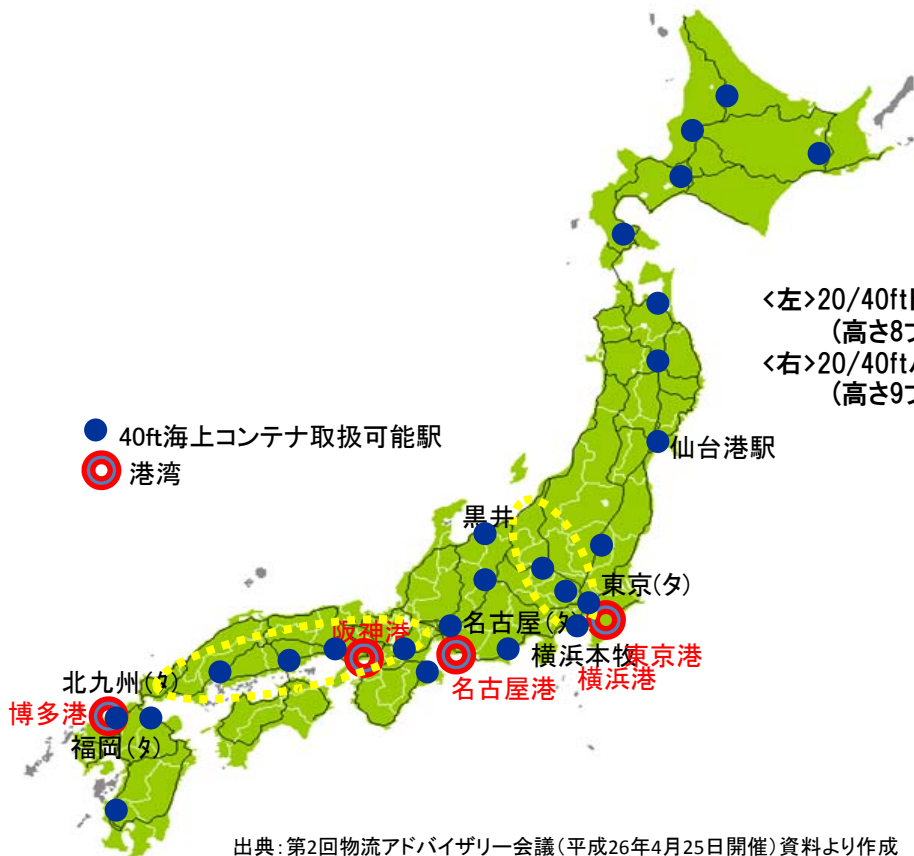 <左>20/40ft
(高さ8フ
<右>20/40ft
(高さ9フ
40ft海上コンテナ取扱可能駅
港湾
仙台港駅
黒井
東京(タ)
名古屋(タ)
阪神港
横浜本牧
東京港
横浜港
名古屋港
北九州(タ)
博多港
福岡(タ)
出典:第2回物流アドバイザリー会議(平成26年4月25日開催)資料より作成